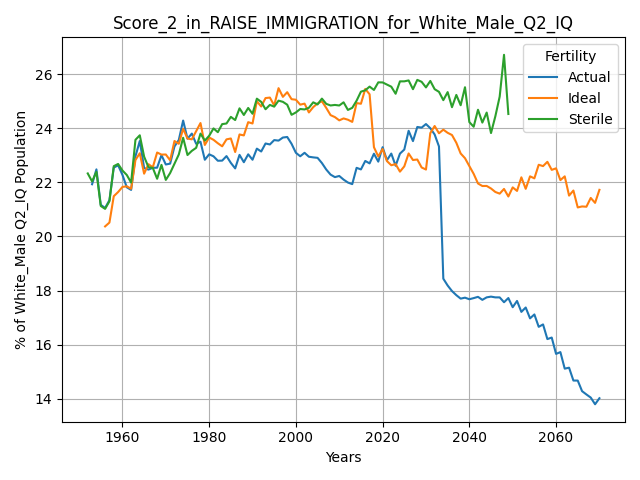 Score_2_in_RAISE_IMMIGRATION_for_White_Male_Q2_IQ
Fertility
Actual
Ideal
Sterile
% of White_Male Q2_IQ Population
26
24
22
20
18
16
14
1960
1980
2000
2020
2040
2060
Years